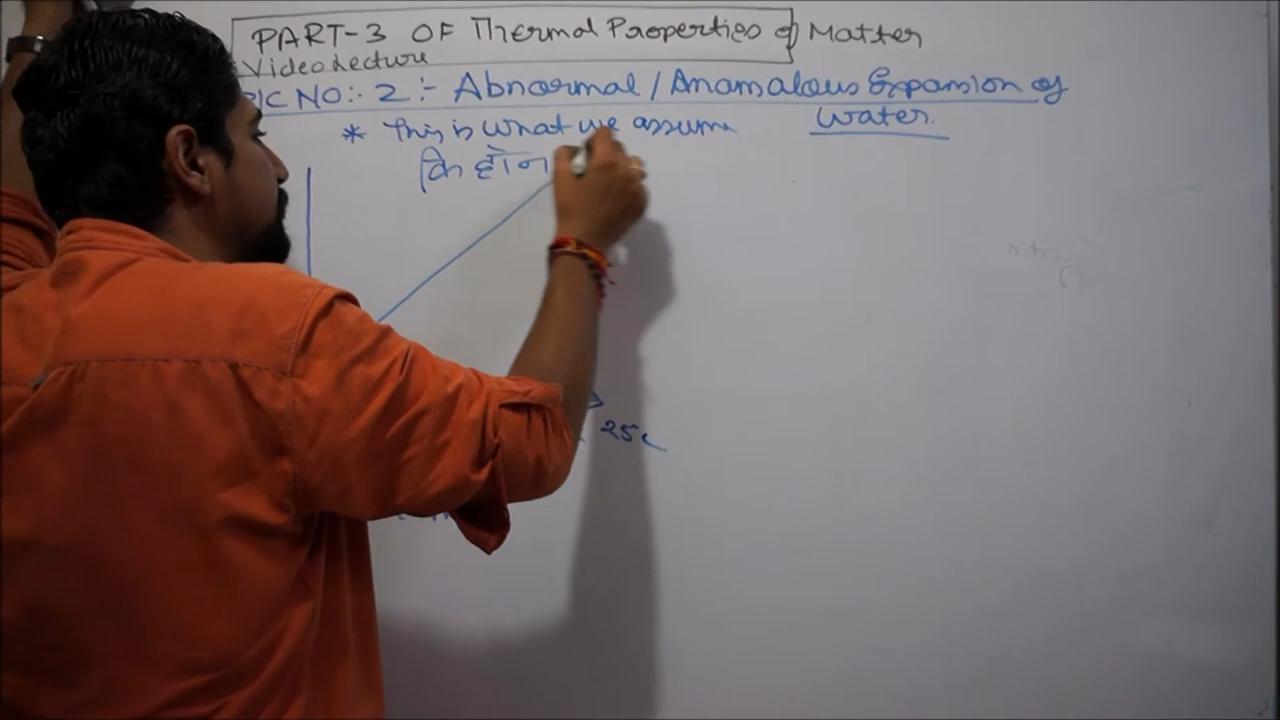 PART-3 OF Thermal Properties of Matter
Video Lecture
PIC NO:- 2 :- Abnormal / Anamalous Expansion of
Water.
* This is what we assume
कि होन
25c